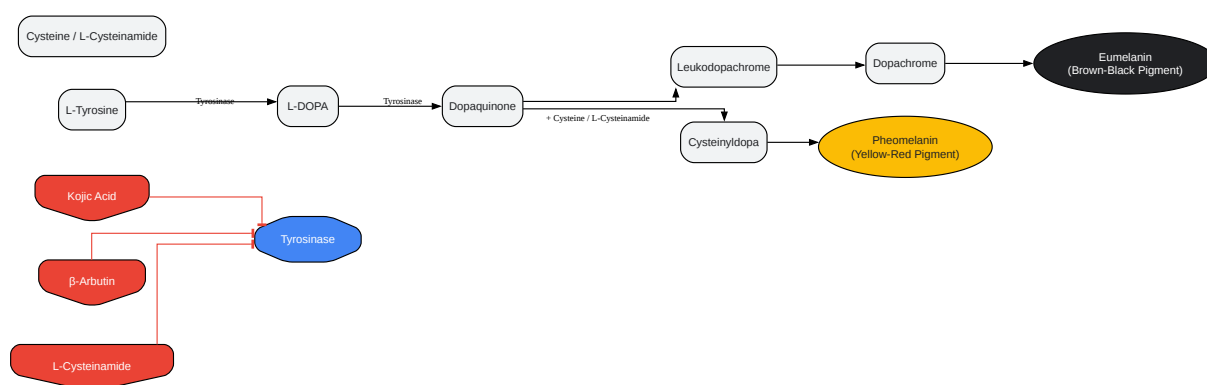 Cysteine / L-Cysteinamide
L-Tyrosine
Tyrosinase
L-DOPA
Tyrosinase
Dopaquinone
+ Cysteine / L-Cysteinamide
Leukodopachrome
Dopachrome
Eumelanin
(Brown-Black Pigment)
Cysteinyldopa
Pheomelanin
(Yellow-Red Pigment)
Kojic Acid
Tyrosinase
β-Arbutin
L-Cysteinamide